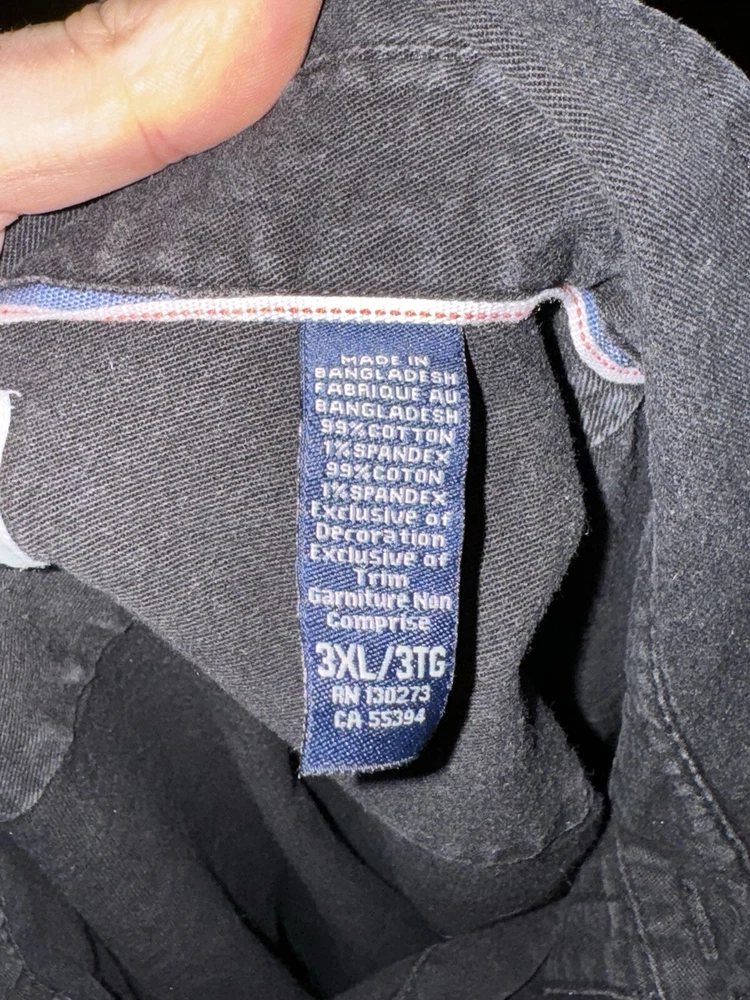 MADE IN
BANGLADESH
FABRIQUE AU
BANGLADESH
99%COTTON
1%SPANDEX
99%COTON
1%SPANDEX
Exclusive of
Decoration
Exclusive of
Trim
Garniture Non
Comprise
3XL/3TG
RN 130273
CA 55394